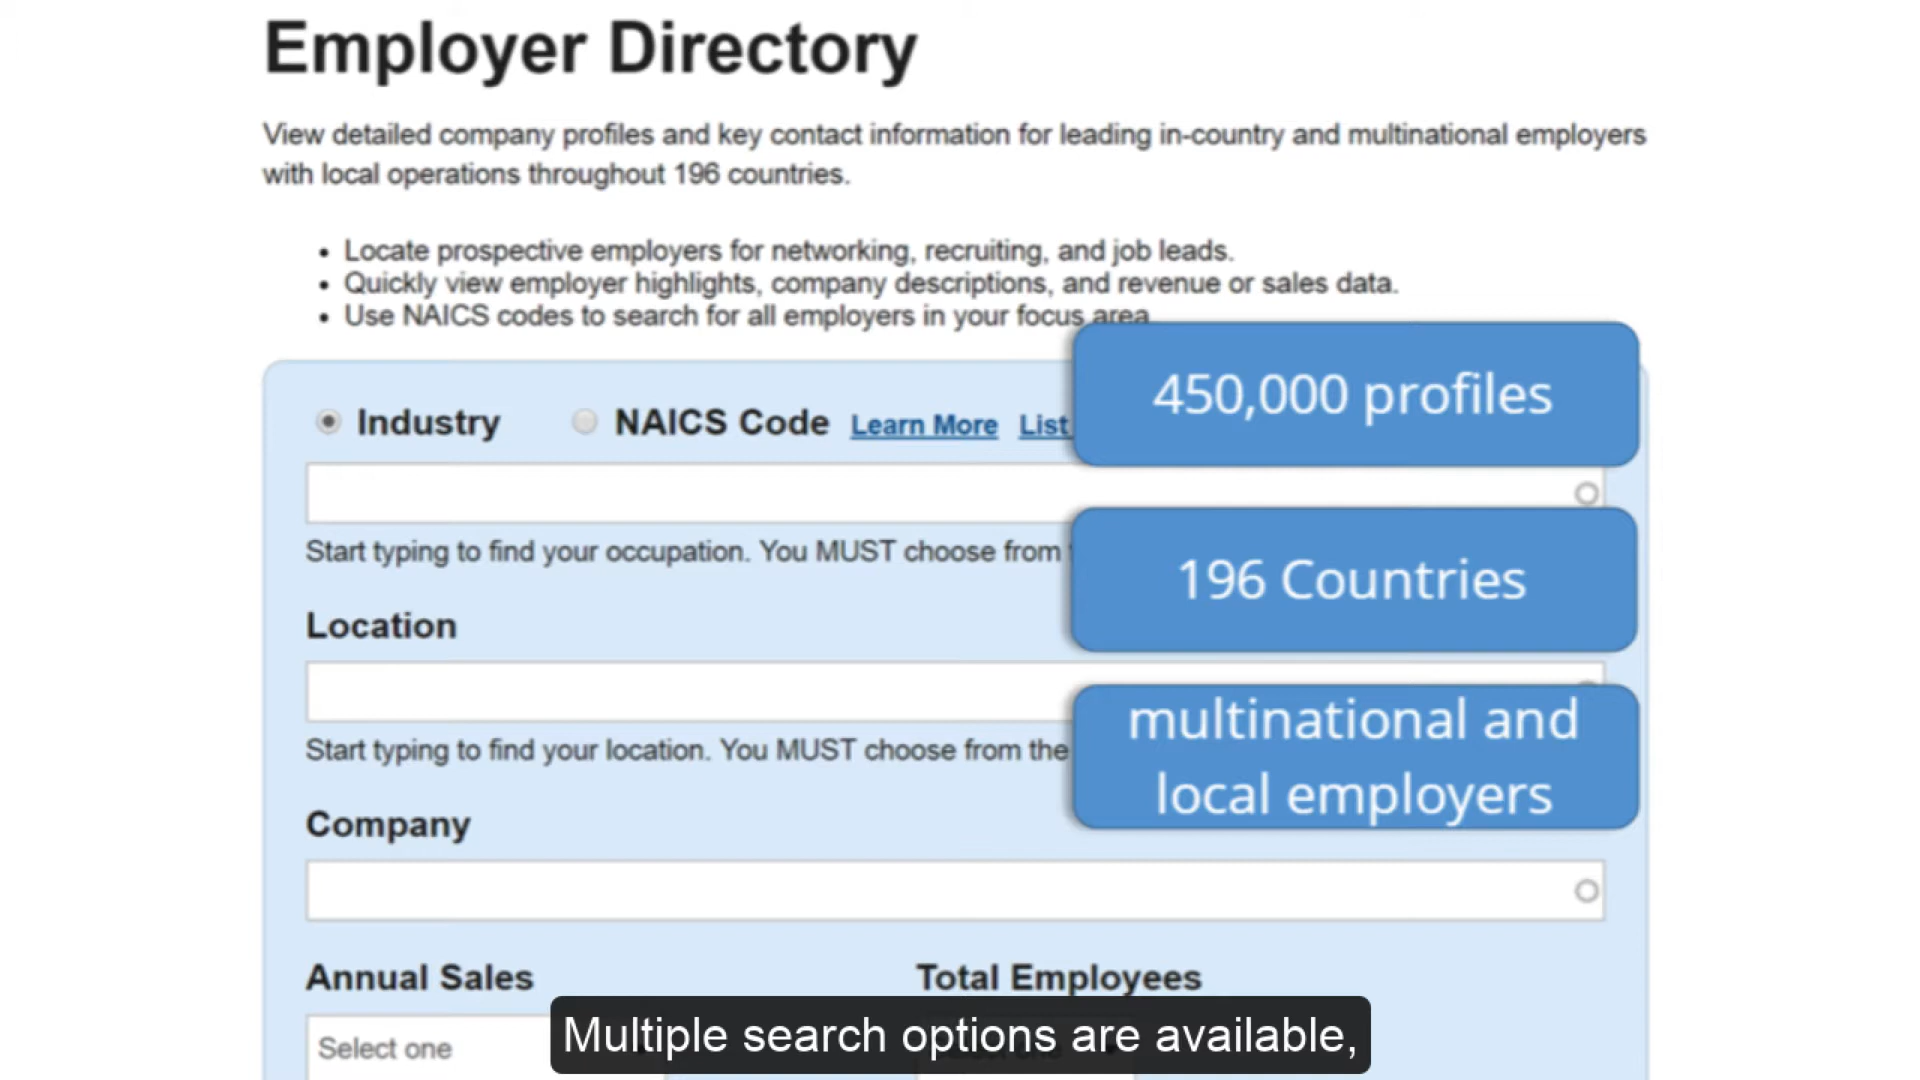 Employer Directory
View detailed company profiles and key contact information for leading in-country and multinational employers
with local operations throughout 196 countries.
Locate prospective employers for networking, recruiting, and job leads.
Quickly view employer highlights, company descriptions, and revenue or sales data.
Use NAICS codes to search for all employers in your focus area.
450,000 profiles
Industry NAICS Code Learn More List
Start typing to find your occupation. You MUST choose from
196 Countries
Location
Start typing to find your location. You MUST choose from the
multinational and
local employers
Company
Annual Sales Total Employees
Select one
Multiple search options are available,